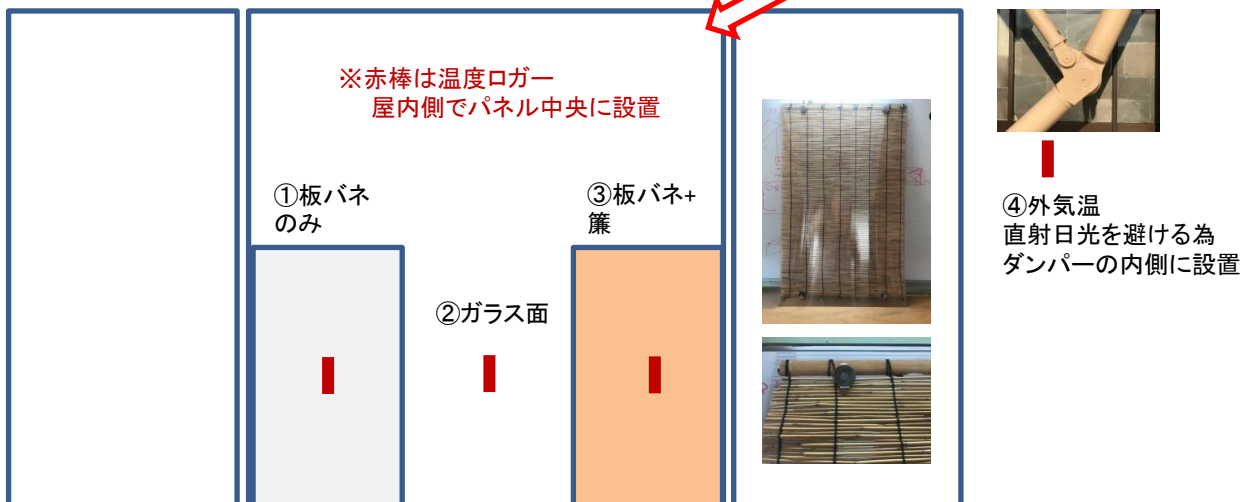 ※赤棒は温度ロガー
屋内側でパネル中央に設置
①板バネ
のみ
②ガラス面
③板バネ+
簾
④外気温
直射日光を避ける為
ダンパーの内側に設置